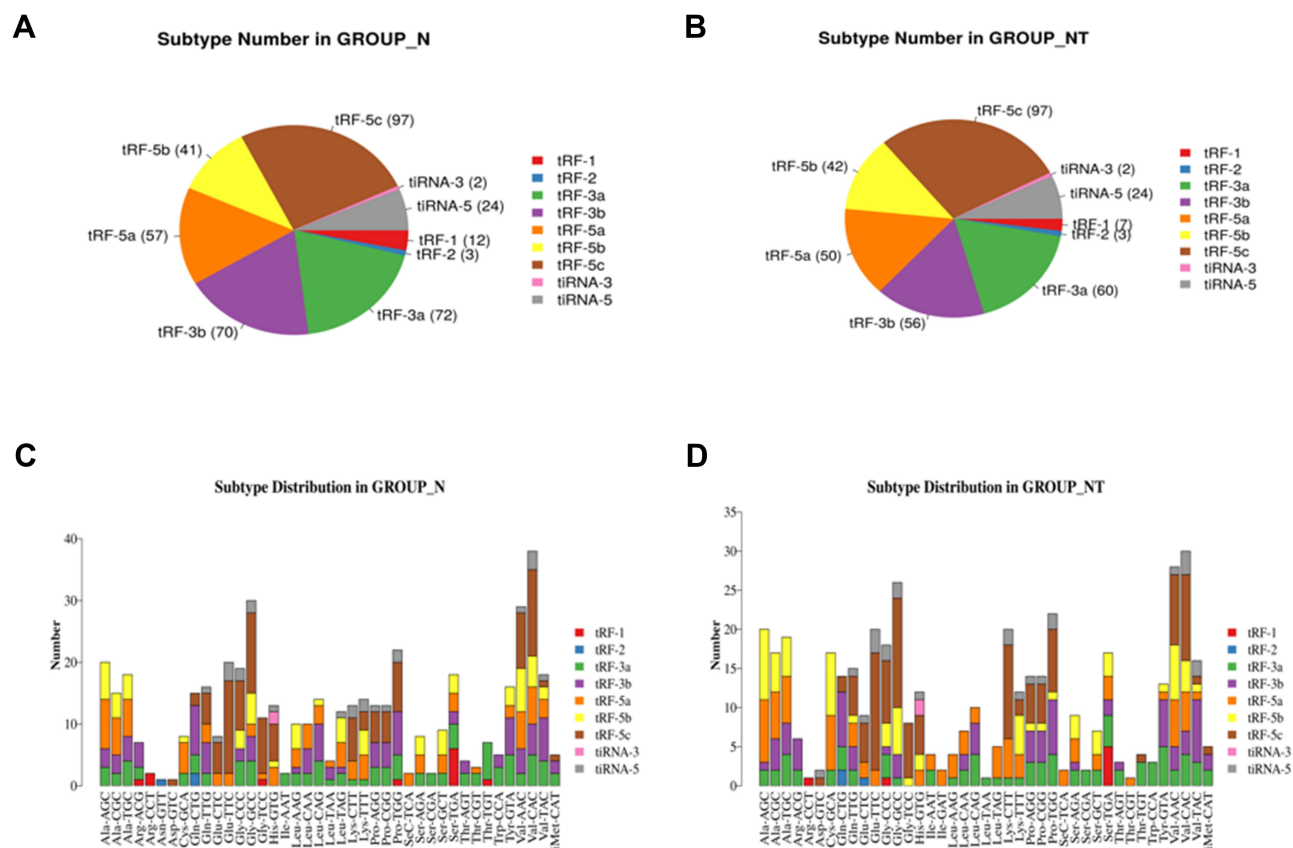 A
Subtype Number in GROUP_N
tRF-5c (97)
tRF-5b (41)
tiRNA-3 (2)
tiRNA-5 (24)
tRF-5a (57)
tRF-1 (12)
tRF-2 (3)
tRF-3a (72)
tRF-3b (70)
tRF-1
tRF-2
tRF-3a
tRF-3b
tRF-5a
tRF-5b
tRF-5c
tiRNA-3
tiRNA-5
B
Subtype Number in GROUP_NT
tRF-5c (97)
tRF-5b (42)
tiRNA-3 (2)
tiRNA-5 (24)
tRF-1 (7)
tRF-2 (3)
tRF-5a (50)
tRF-3a (60)
tRF-3b (56)
tRF-1
tRF-2
tRF-3a
tRF-3b
tRF-5a
tRF-5b
tRF-5c
tiRNA-3
tiRNA-5
C
Subtype Distribution in GROUP_N
Number
40
30
20
10
0
Ala-AGC
Ala-CGC
Ala-TGC
Arg-ACG
Arg-CCT
Asn-GTT
Asp-GTC
Cys-GCA
Gln-CTG
Gln-TTG
Glu-CTC
Glu-TTC
Gly-CCC
Gly-GCC
Gly-TCC
His-GTG
Ile-AAT
Leu-AAG
Leu-CAA
Leu-CAG
Leu-TAA
Leu-TAG
Lys-CTT
Lys-TTT
Pro-AGG
Pro-CGG
Pro-TGG
SeC-TCA
Ser-AGA
Ser-CGA
Ser-GCT
Ser-TGA
Thr-AGT
Thr-CGT
Thr-TGT
Trp-CCA
Tyr-GTA
Val-AAC
Val-CAC
Val-TAC
iMet-CAT
tRF-1
tRF-2
tRF-3a
tRF-3b
tRF-5a
tRF-5b
tRF-5c
tiRNA-3
tiRNA-5
D
Subtype Distribution in GROUP_NT
Number
35
30
25
20
15
10
5
0
Ala-AGC
Ala-CGC
Ala-TGC
Arg-ACG
Arg-CCT
Asp-GTC
Cys-GCA
Gln-CTG
Gln-TTG
Glu-CTC
Glu-TTC
Gly-CCC
Gly-GCC
Gly-TCC
His-GTG
Ile-AAT
Ile-GAT
Leu-AAG
Leu-CAA
Leu-CAG
Leu-TAA
Leu-TAG
Lys-CTT
Lys-TTT
Pro-AGG
Pro-CGG
Pro-TGG
SeC-TCA
Ser-AGA
Ser-CGA
Ser-GCT
Ser-TGA
Thr-AGT
Thr-CGT
Thr-TGT
Trp-CCA
Tyr-GTA
Val-AAC
Val-CAC
Val-TAC
iMet-CAT
tRF-1
tRF-2
tRF-3a
tRF-3b
tRF-5a
tRF-5b
tRF-5c
tiRNA-3
tiRNA-5